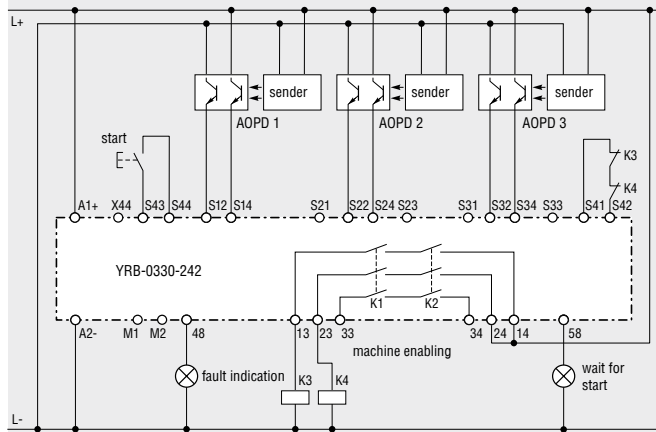 L+
sender
sender
sender
AOPD 1
AOPD 2
AOPD 3
start
K3
K4
A1+
X44
S43
S44
S12
S14
S21
S22
S24
S23
S31
S32
S34
S33
S41
S42
YRB-0330-242
K1
K2
A2-
M1
M2
48
13
23
33
34
24
14
58
machine enabling
fault indication
K3
K4
wait for
start
L-